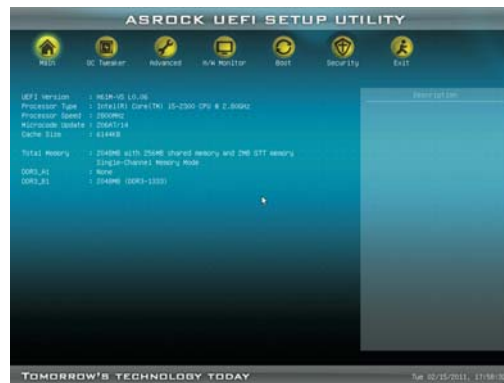 ASROCK UEFI SETUP UTILITY
Main OC Tweaker Advanced H/W Monitor Boot Security Exit
UEFI Version : H61M-VS L0.06
Processor Type : Intel(R) Core(TM) i5-2300 CPU @ 2.80GHz
Processor Speed : 2800MHz
Microcode Update : 206A7/14
Cache Size : 6144KB
Total Memory : 2048MB with 256MB shared memory and 2MB GTT memory
Single-Channel Memory Mode
DDR3_A1 : None
DDR3_B1 : 2048MB (DDR3-1333)
Description
TOMORROW'S TECHNOLOGY TODAY
Tue 02/15/2011,